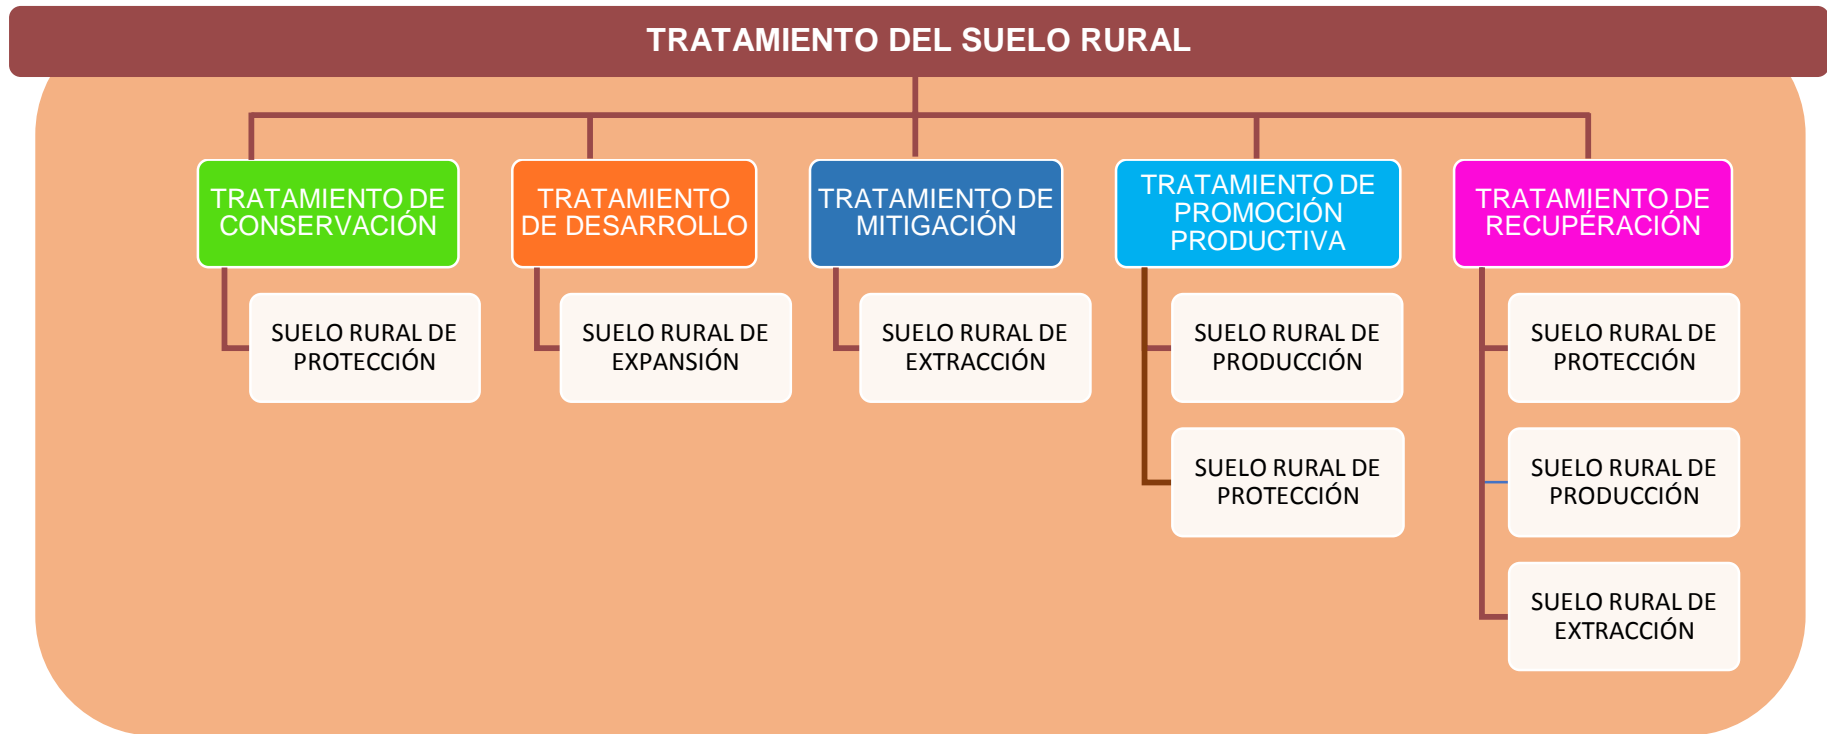 TRATAMIENTO DEL SUELO RURAL
TRATAMIENTO DE
CONSERVACIÓN
SUELO RURAL DE
PROTECCIÓN
TRATAMIENTO
DE DESARROLLO
SUELO RURAL DE
EXPANSIÓN
TRATAMIENTO DE
MITIGACIÓN
SUELO RURAL DE
EXTRACCIÓN
TRATAMIENTO DE
PROMOCIÓN
PRODUCTIVA
SUELO RURAL DE
PRODUCCIÓN
SUELO RURAL DE
PROTECCIÓN
TRATAMIENTO DE
RECUPÉRACIÓN
SUELO RURAL DE
PROTECCIÓN
SUELO RURAL DE
PRODUCCIÓN
SUELO RURAL DE
EXTRACCIÓN